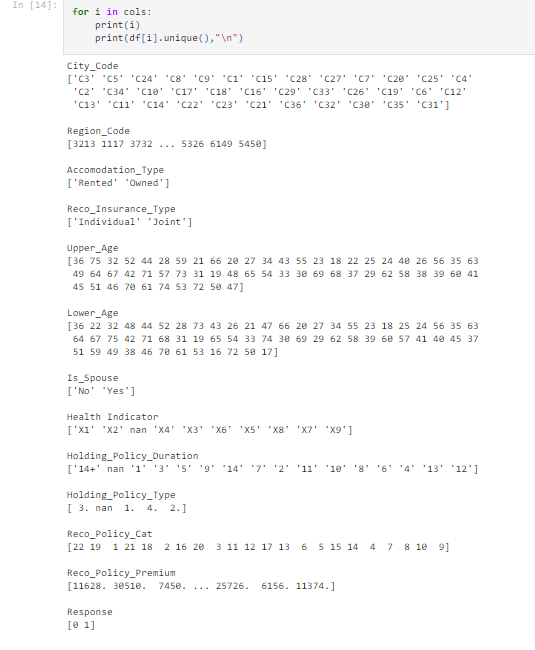 In [14]:
for i in cols:
    print(i)
    print(df[i].unique(),"\n")
City_Code
['C3' 'C5' 'C24' 'C8' 'C9' 'C1' 'C15' 'C28' 'C27' 'C7' 'C20' 'C25' 'C4'
 'C2' 'C34' 'C10' 'C17' 'C18' 'C16' 'C29' 'C33' 'C26' 'C19' 'C6' 'C12'
 'C13' 'C11' 'C14' 'C22' 'C23' 'C21' 'C36' 'C32' 'C30' 'C35' 'C31']
Region_Code
[3213 1117 3732 ... 5326 6149 5450]
Accomodation_Type
['Rented' 'Owned']
Reco_Insurance_Type
['Individual' 'Joint']
Upper_Age
[36 75 32 52 44 28 59 21 66 20 27 34 43 55 23 18 22 25 24 40 26 56 35 63
 49 64 67 42 71 57 73 31 19 48 65 54 33 30 69 68 37 29 62 58 38 39 60 41
 45 51 46 70 61 74 53 72 50 47]
Lower_Age
[36 22 32 48 44 52 28 73 43 26 21 47 66 20 27 34 55 23 18 25 24 56 35 63
 64 67 75 42 71 68 31 19 65 54 33 74 30 69 29 62 58 39 60 57 41 40 45 37
 51 59 49 38 46 70 61 53 16 72 50 17]
Is_Spouse
['No' 'Yes']
Health Indicator
['X1' 'X2' nan 'X4' 'X3' 'X6' 'X5' 'X8' 'X7' 'X9']
Holding_Policy_Duration
['14+' nan '1' '3' '5' '9' '14' '7' '2' '11' '10' '8' '6' '4' '13' '12']
Holding_Policy_Type
[ 3. nan  1.  4.  2.]
Reco_Policy_Cat
[22 19  1 21 18  2 16 20  3 11 12 17 13  6  5 15 14  4  7  8 10  9]
Reco_Policy_Premium
[11628. 30510.  7450. ... 25726.  6156. 11374.]
Response
[0 1]